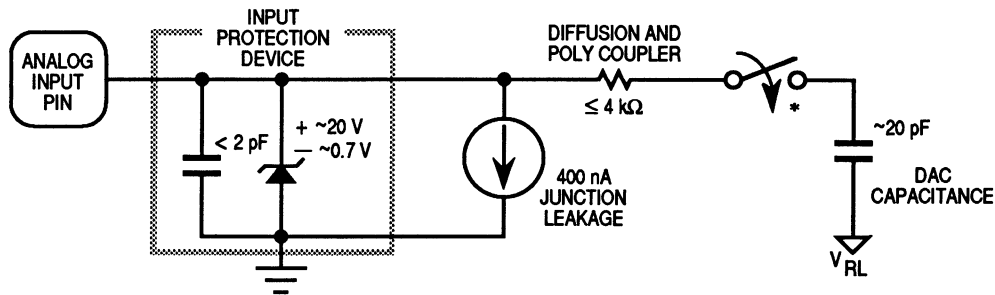 INPUT
PROTECTION
DEVICE
ANALOG
INPUT
PIN
< 2 pF
+ ~20 V
— ~0.7 V
400 nA
JUNCTION
LEAKAGE
DIFFUSION AND
POLY COUPLER
≤ 4 kΩ
*
~20 pF
DAC
CAPACITANCE
VRL